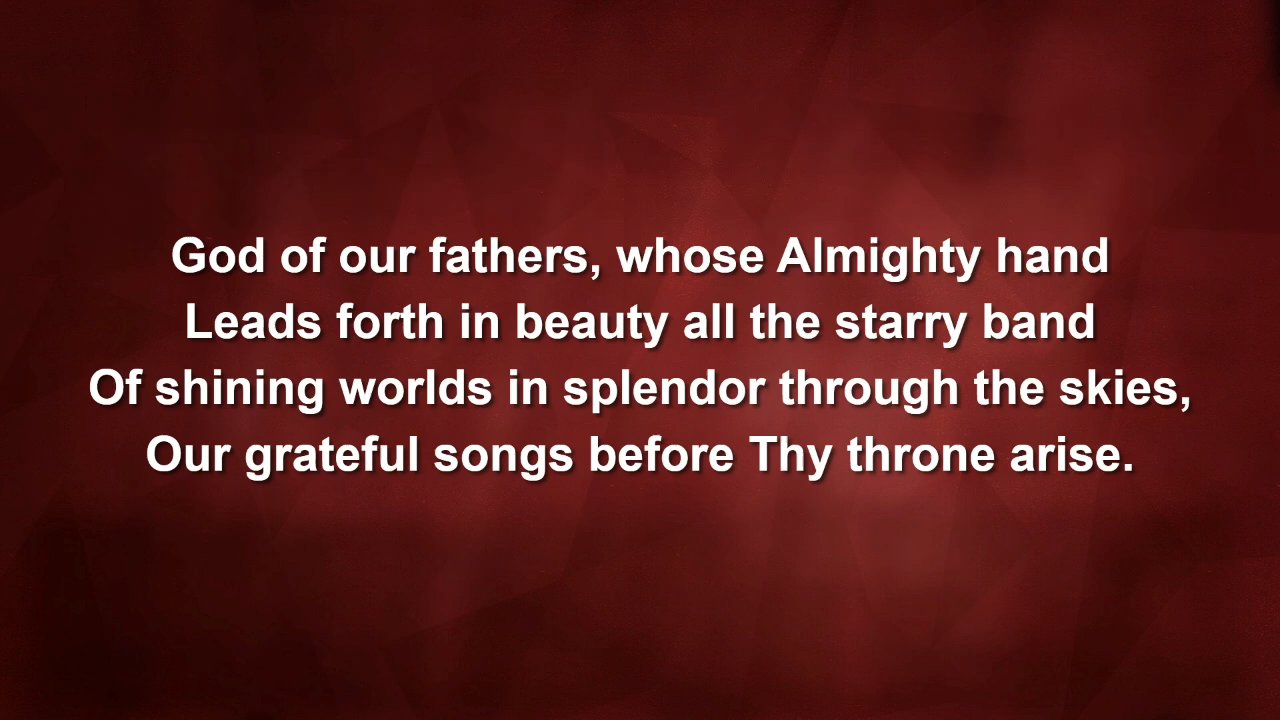 God of our fathers, whose Almighty hand
Leads forth in beauty all the starry band
Of shining worlds in splendor through the skies,
Our grateful songs before Thy throne arise.